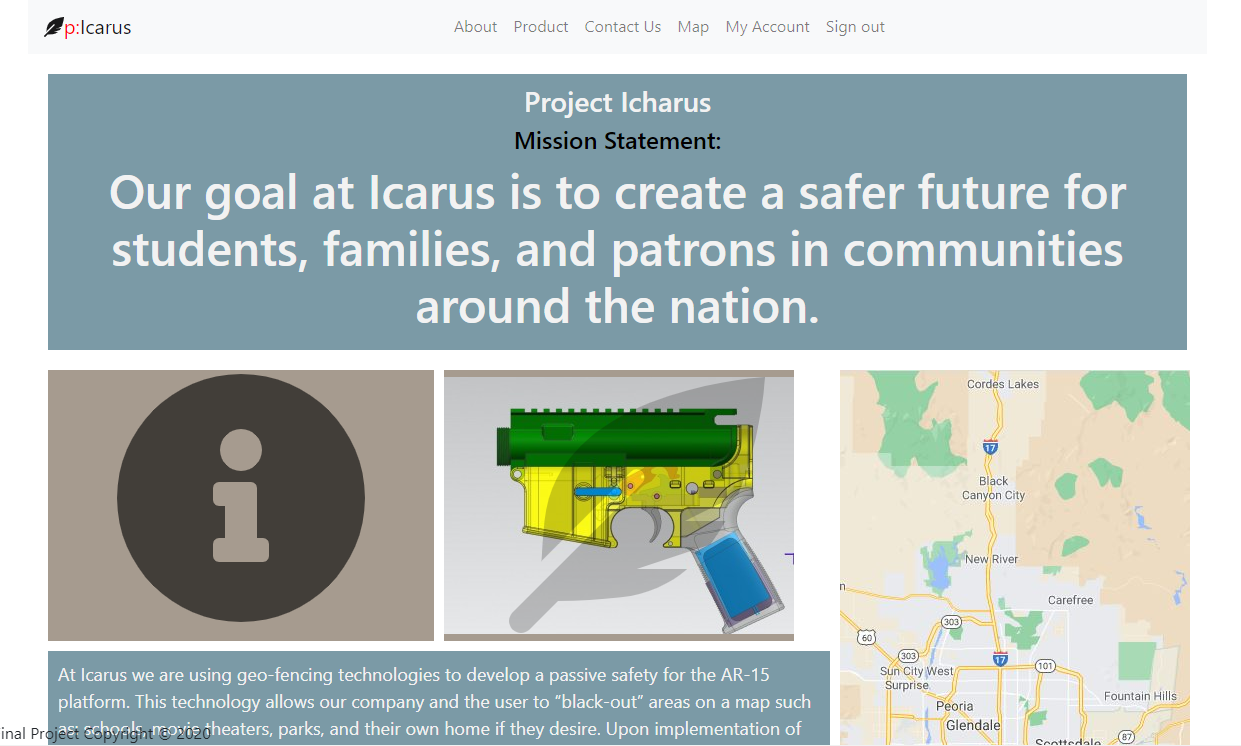 p:Icarus
About Product Contact Us Map My Account Sign out
Project Icharus
Mission Statement:
Our goal at Icarus is to create a safer future for
students, families, and patrons in communities
around the nation.
Cordes Lakes
17
Black
Canyon City
New River
n
Carefree
303
60
303
17
101
Sun City West
Surprise
Fountain Hills
Peoria
Glendale
87
Scottsdale
At Icarus we are using geo-fencing technologies to develop a passive safety for the AR-15
platform. This technology allows our company and the user to “black-out” areas on a map such
as: schools, movie theaters, parks, and their own home if they desire. Upon implementation of
inal Project Copyright © 2020